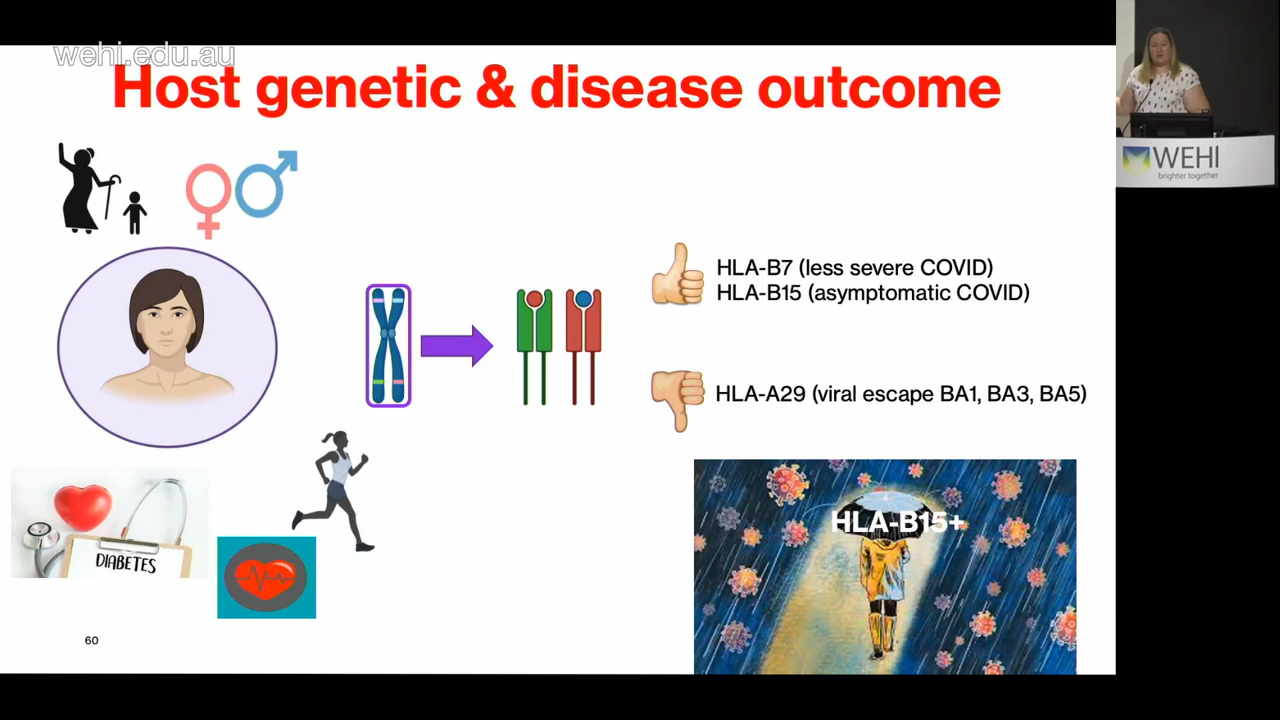 wehi.edu.au
Host genetic & disease outcome
HLA-B7 (less severe COVID)
HLA-B15 (asymptomatic COVID)
HLA-A29 (viral escape BA1, BA3, BA5)
DIABETES
HLA-B15+
60
WEHI
brighter together